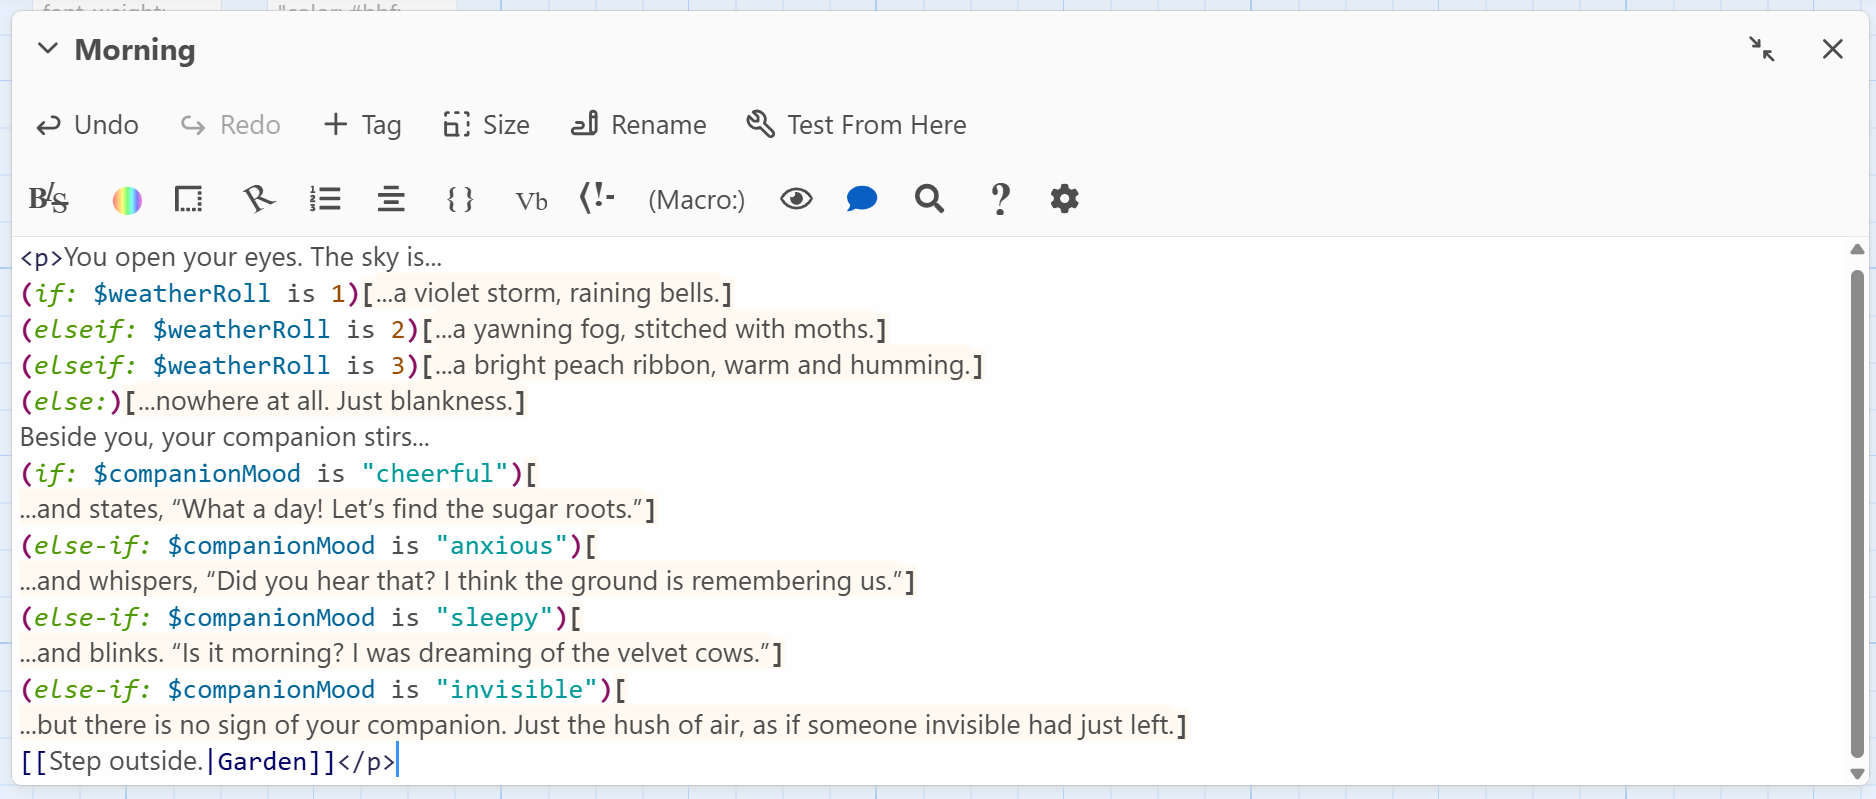 Morning
Undo Redo + Tag Size Rename Test From Here
B/S { } Vb (!- (Macro:) ?
<p>You open your eyes. The sky is...
(if: $weatherRoll is 1)[...a violet storm, raining bells.]
(elseif: $weatherRoll is 2)[...a yawning fog, stitched with moths.]
(elseif: $weatherRoll is 3)[...a bright peach ribbon, warm and humming.]
(else:)[...nowhere at all. Just blankness.]
Beside you, your companion stirs...
(if: $companionMood is "cheerful")[
...and states, “What a day! Let’s find the sugar roots.”]
(else-if: $companionMood is "anxious")[
...and whispers, “Did you hear that? I think the ground is remembering us.”]
(else-if: $companionMood is "sleepy")[
...and blinks. “Is it morning? I was dreaming of the velvet cows.”]
(else-if: $companionMood is "invisible")[
...but there is no sign of your companion. Just the hush of air, as if someone invisible had just left.]
[[Step outside.|Garden]]</p>